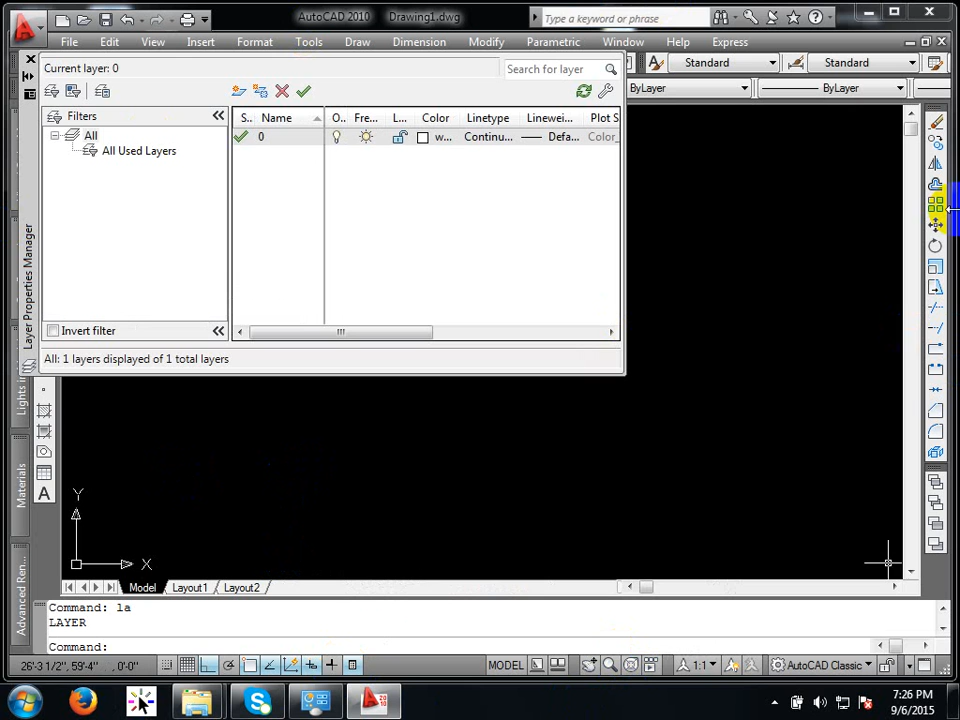 AutoCAD 2010 Drawing1.dwg
Type a keyword or phrase
File Edit View Insert Format Tools Draw Dimension Modify Parametric Window Help Express
Current layer: 0
Search for layer
Standard Standard
ByLayer ByLayer
Filters
All
All Used Layers
S.. Name O.. Fre... L... Color Linetype Linewei... Plot S
0 w... Continu... Defa... Color_
Invert filter
All: 1 layers displayed of 1 total layers
Layer Properties Manager
Lights i
Materials
Advanced Ren...
A
Y
X
Model Layout1 Layout2
Command: la
LAYER
Command:
26'-3 1/2", 59'-4" , 0'-0" MODEL 1:1 AutoCAD Classic
7:26 PM
9/6/2015